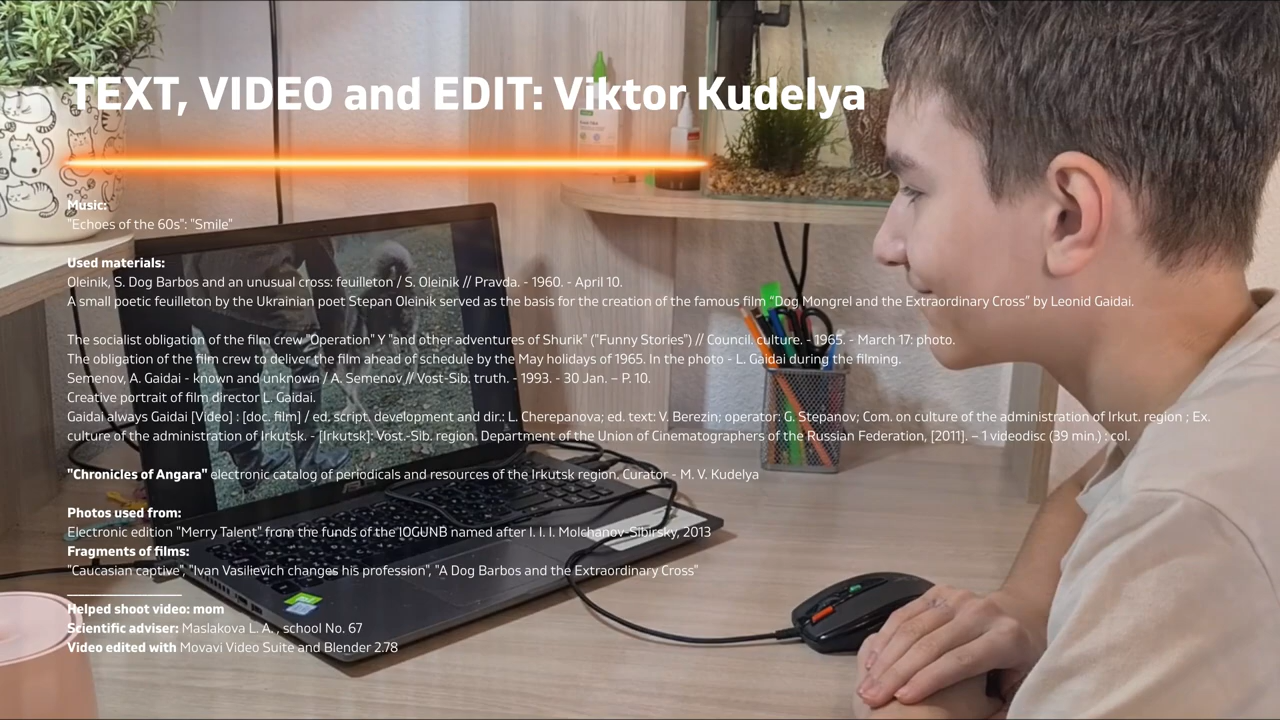 TEXT, VIDEO and EDIT: Viktor Kudelya
Music:
"Echoes of the 60s": "Smile"
Used materials:
Oleinik, S. Dog Barbos and an unusual cross: feuilleton / S. Oleinik // Pravda. - 1960. - April 10.
A small poetic feuilleton by the Ukrainian poet Stepan Oleinik served as the basis for the creation of the famous film “Dog Mongrel and the Extraordinary Cross” by Leonid Gaidai.
The socialist obligation of the film crew "Operation" Y "and other adventures of Shurik" ("Funny Stories") // Council. culture. - 1965. - March 17: photo.
The obligation of the film crew to deliver the film ahead of schedule by the May holidays of 1965. In the photo - L. Gaidai during the filming.
Semenov, A. Gaidai - known and unknown / A. Semenov // Vost-Sib. truth. - 1993. - 30 Jan. – P. 10.
Creative portrait of film director L. Gaidai.
Gaidai.always Gaidai [Video] : [doc. film] / ed. script. development and dir.: L. Cherepanova; ed. text: V. Berezin; operator: G. Stepanov; Com. on culture of the administration of Irkut. region ; Ex.
culture of the administration of Irkutsk. - [Irkutsk]: Vost.-Sib. region. Department of the Union of Cinematographers of the Russian Federation, [2011]. – 1 videodisc (39 min.) : col.
"Chronicles of Angara" electronic catalog of periodicals and resources of the Irkutsk region. Curator - M. V. Kudelya
Photos used from:
Electronic edition "Merry Talent" from the funds of the IOGUNB named after I. I. I. Molchanov-Sibirsky, 2013
Fragments of films:
"Caucasian captive", "Ivan Vasilievich changes his profession", "A Dog Barbos and the Extraordinary Cross"
Helped shoot video: mom
Scientific adviser: Maslakova L. A. , school No. 67
Video edited with Movavi Video Suite and Blender 2.78